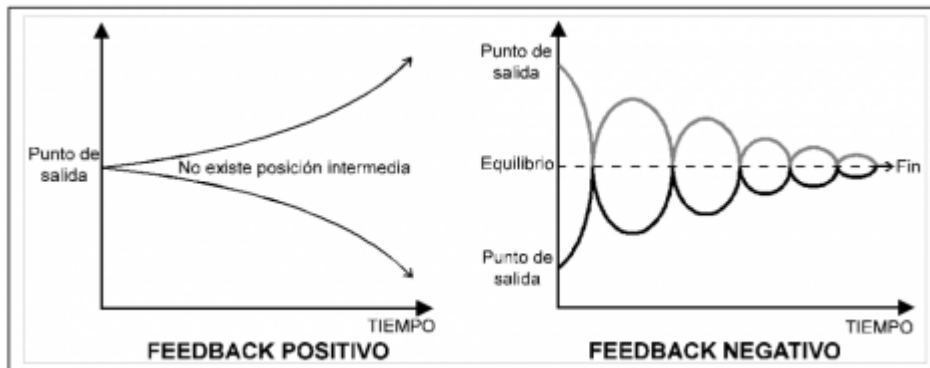 Punto de
salida
No existe posición intermedia
TIEMPO
FEEDBACK POSITIVO
Punto de
salida
Equilibrio
Fin
Punto de
salida
TIEMPO
FEEDBACK NEGATIVO